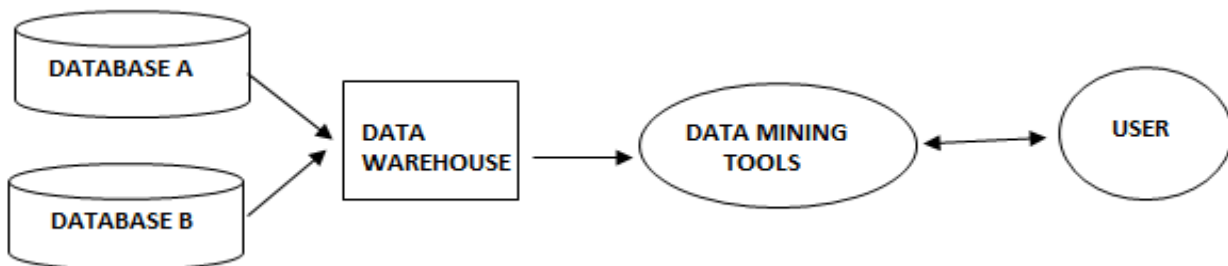 DATABASE A
DATABASE B
DATA
WAREHOUSE
DATA MINING
TOOLS
USER